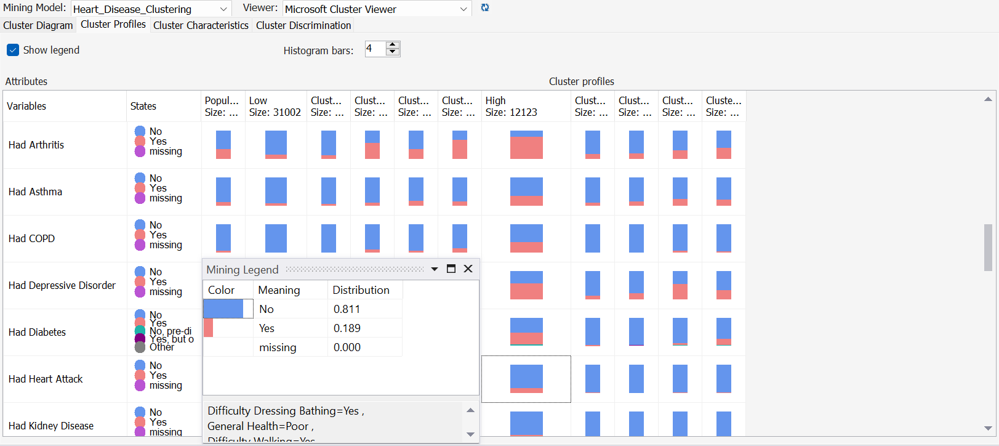 Mining Model: Heart_Disease_Clustering Viewer: Microsoft Cluster Viewer
Cluster Diagram Cluster Profiles Cluster Characteristics Cluster Discrimination
Show legend Histogram bars: 4
Attributes Cluster profiles
Variables States
Popul... Low Clust... Clust... Clust... Clust... High Clust... Clust... Clust... Cluste...
Size: ... Size: 31002 Size: ... Size: ... Size: ... Size: ... Size: 12123 Size: ... Size: ... Size: ... Size: ...
Had Arthritis
No
Yes
missing
Had Asthma
No
Yes
missing
Had COPD
No
Yes
missing
Had Depressive Disorder
No
Yes
missing
Had Diabetes
No
Yes
No, pre-di
Yes, but o
Other
Had Heart Attack
No
Yes
missing
Had Kidney Disease
No
Yes
missing
Mining Legend
Color Meaning Distribution
No 0.811
Yes 0.189
missing 0.000
Difficulty Dressing Bathing=Yes ,
General Health=Poor ,
Difficulty Walking=Yes